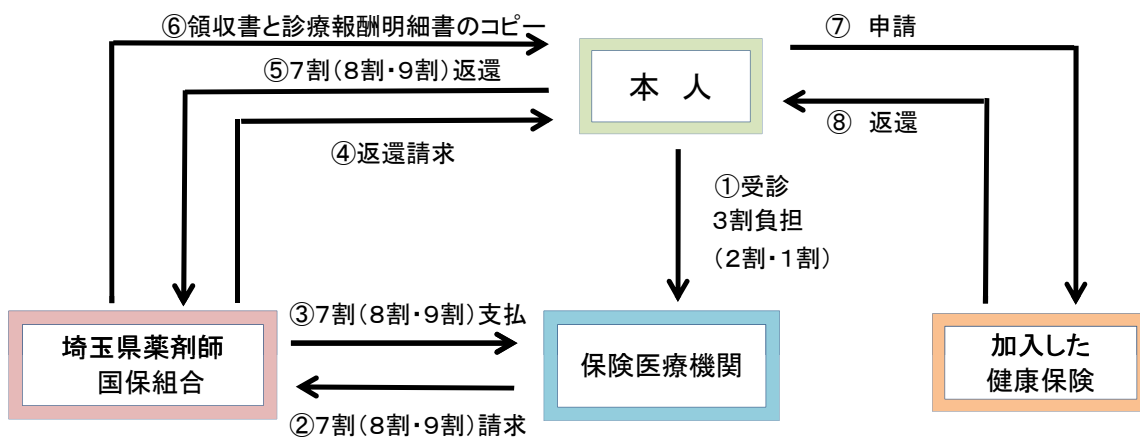 ⑥領収書と診療報酬明細書のコピー
⑦ 申請
⑤7割(8割・9割)返還
本 人
⑧ 返還
④返還請求
①受診
3割負担
(2割・1割)
③7割(8割・9割)支払
埼玉県薬剤師
国保組合
保険医療機関
加入した
健康保険
②7割(8割・9割)請求